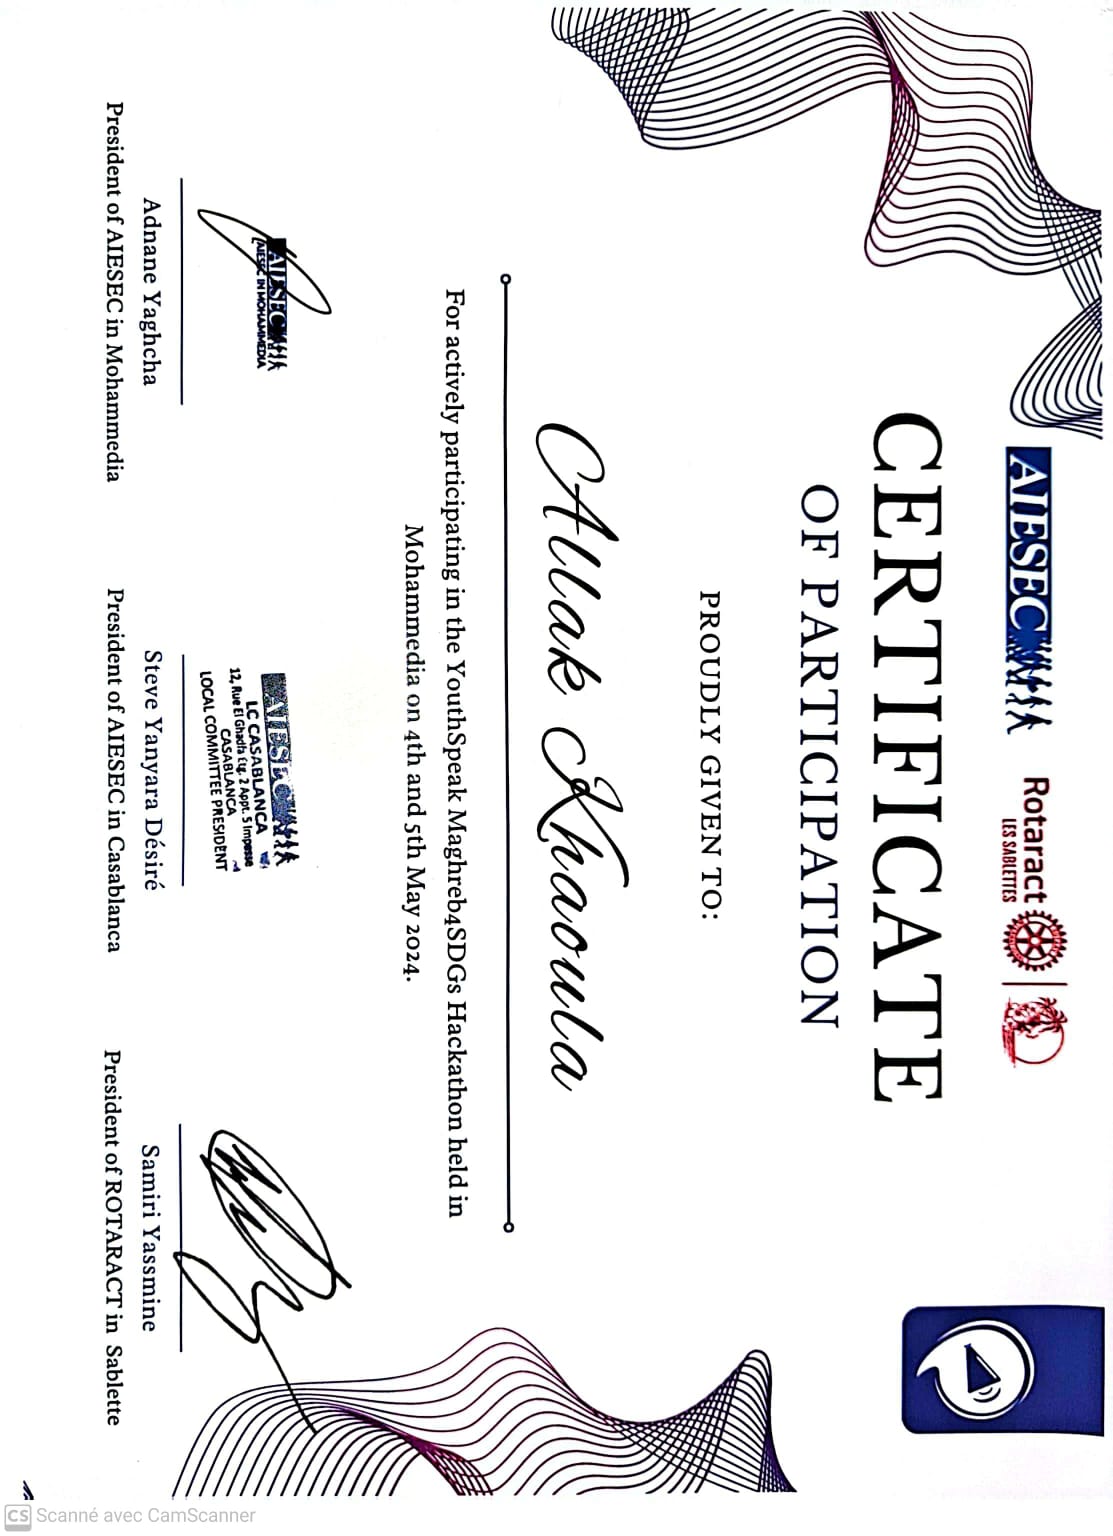 AIESEC
Rotaract
LES SABLETTES
CERTIFICATE
OF PARTICIPATION
PROUDLY GIVEN TO:
Allak Khaoula
For actively participating in the YouthSpeak Maghreb4SDGs Hackathon held in
Mohammedia on 4th and 5th May 2024.
AIESEC
AIESEC IN MOHAMMEDIA
Adnane Yaghcha
President of AIESEC in Mohammedia
AIESEC
LC CASABLANCA
12, Rue El Ghadfa Etg. 2 Appt. 5 Impasse
CASABLANCA
LOCAL COMMITTEE PRESIDENT
Steve Yanyara Désiré
President of AIESEC in Casablanca
Samiri Yassmine
President of ROTARACT in Sablette
CS Scanné avec CamScanner